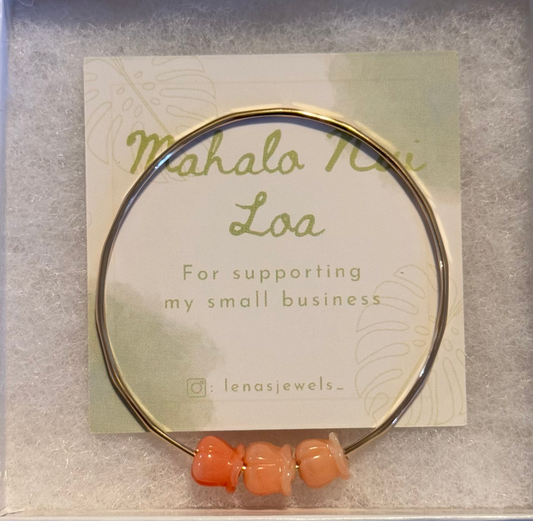 Mahalo Nui
Loa
For supporting
my small business
: lenasjewels_